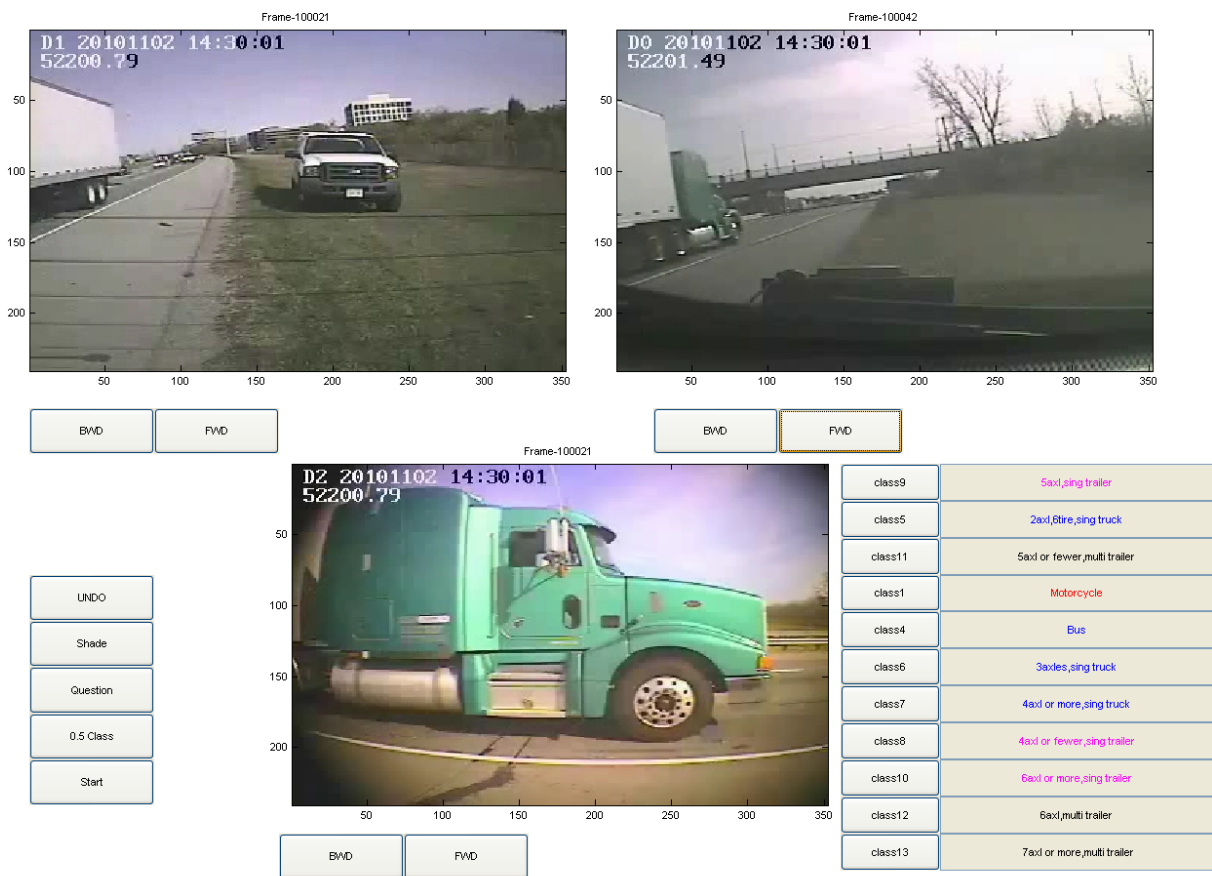 Frame-100021
D1 20101102 14:30:01
52200.79
50
100
150
200
50
100
150
200
250
300
350
BWD
FWD
Frame-100042
D0 20101102 14:30:01
52201.49
50
100
150
200
50
100
150
200
250
300
350
BWD
FWD
Frame-100021
D2 20101102 14:30:01
52200.79
50
100
150
200
50
100
150
200
250
300
350
BWD
FWD
UNDO
Shade
Question
0.5 Class
Start
class9 5axl,sing trailer
class5 2axl,6tire,sing truck
class11 5axl or fewer,multi trailer
class1 Motorcycle
class4 Bus
class6 3axles,sing truck
class7 4axl or more,sing truck
class8 4axl or fewer,sing trailer
class10 6axl or more,sing trailer
class12 6axl,multi trailer
class13 7axl or more,multi trailer